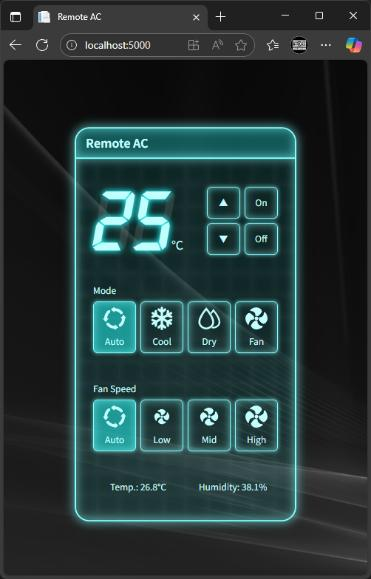 Remote AC
localhost:5000
Remote AC
25 °C
▲ On
▼ Off
Mode
Auto Cool Dry Fan
Fan Speed
Auto Low Mid High
Temp.: 26.8°C Humidity: 38.1%